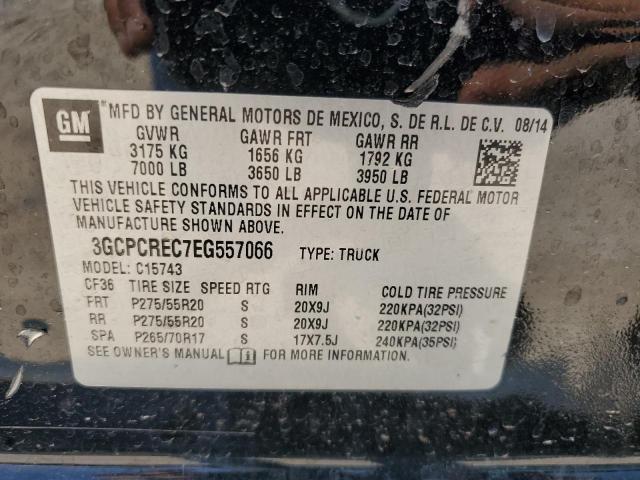 GM MFD BY GENERAL MOTORS DE MEXICO, S. DE R.L. DE C.V. 08/14
GVWR GAWR FRT GAWR RR
3175 KG 1656 KG 1792 KG
7000 LB 3650 LB 3950 LB
THIS VEHICLE CONFORMS TO ALL APPLICABLE U.S. FEDERAL MOTOR
VEHICLE SAFETY STANDARDS IN EFFECT ON THE DATE OF
MANUFACTURE SHOWN ABOVE.
3GCPCREC7EG557066 TYPE: TRUCK
MODEL: C15743
CF36 TIRE SIZE SPEED RTG RIM COLD TIRE PRESSURE
FRT P275/55R20 S 20X9J 220KPA(32PSI)
RR P275/55R20 S 20X9J 220KPA(32PSI)
SPA P265/70R17 S 17X7.5J 240KPA(35PSI)
SEE OWNER'S MANUAL FOR MORE INFORMATION.